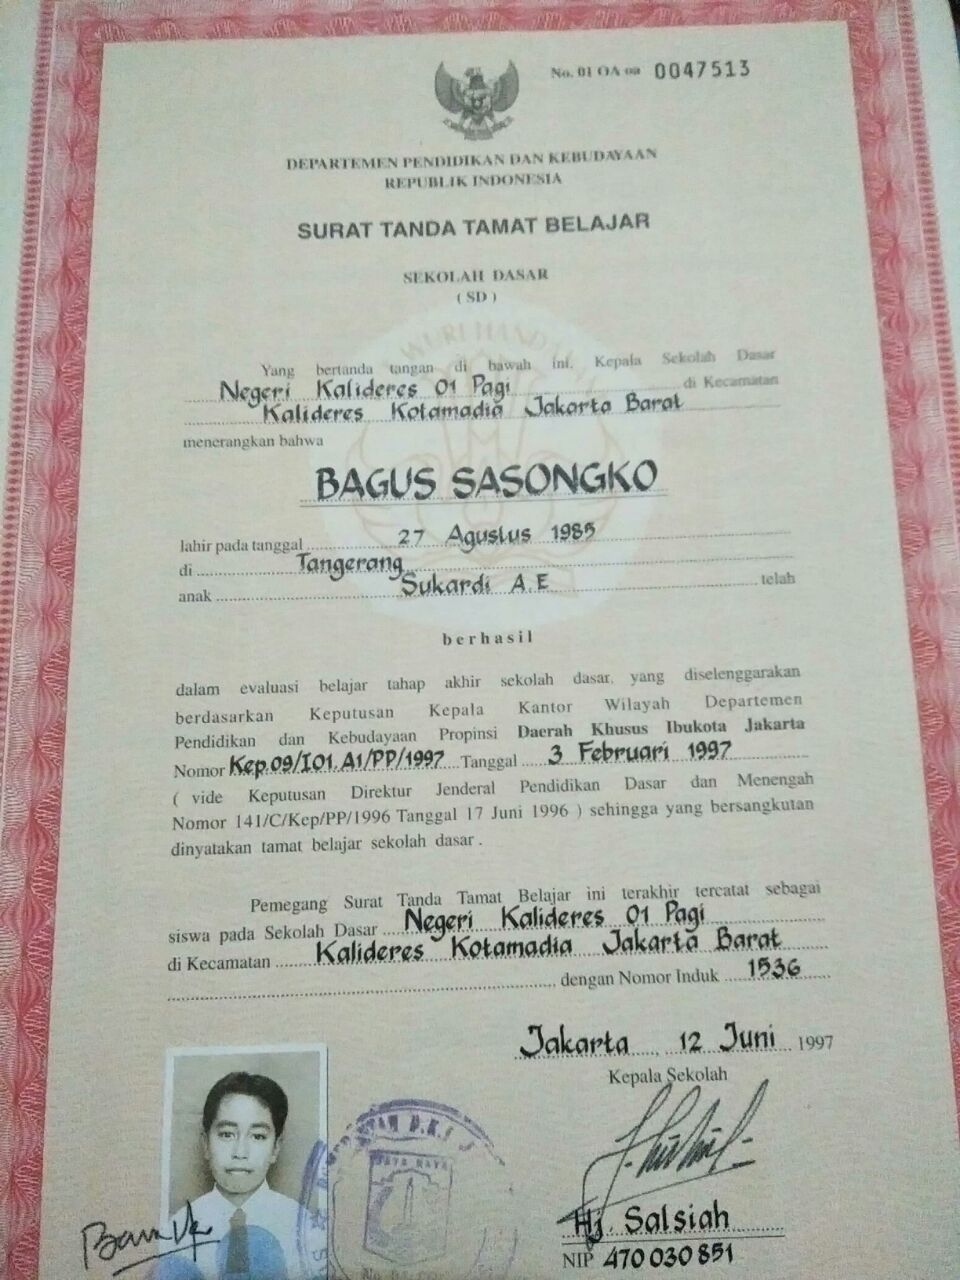 No. 01 OA oa 0047513
DEPARTEMEN PENDIDIKAN DAN KEBUDAYAAN
REPUBLIK INDONESIA
SURAT TANDA TAMAT BELAJAR
SEKOLAH DASAR
( SD )
Yang bertanda tangan di bawah ini, Kepala Sekolah Dasar
Negeri Kalideres 01 Pagi di Kecamatan
Kalideres Kotamadia Jakarta Barat
menerangkan bahwa
BAGUS SASONGKO
lahir pada tanggal 27 Agustus 1985
di Tangerang
anak Sukardi A.E telah
berhasil
dalam evaluasi belajar tahap akhir sekolah dasar, yang diselenggarakan
berdasarkan Keputusan Kepala Kantor Wilayah Departemen
Pendidikan dan Kebudayaan Propinsi Daerah Khusus Ibukota Jakarta
Nomor Kep.09/I01.A1/PP/1997 Tanggal 3 Februari 1997
( vide Keputusan Direktur Jenderal Pendidikan Dasar dan Menengah
Nomor 141/C/Kep/PP/1996 Tanggal 17 Juni 1996 ) sehingga yang bersangkutan
dinyatakan tamat belajar sekolah dasar.
Pemegang Surat Tanda Tamat Belajar ini terakhir tercatat sebagai
siswa pada Sekolah Dasar Negeri Kalideres 01 Pagi
di Kecamatan Kalideres Kotamadia Jakarta Barat
dengan Nomor Induk 1536
Jakarta, 12 Juni 1997
Kepala Sekolah
D.K.I
JAYA RAYA
Hj. Salsiah
NIP 470 030 851